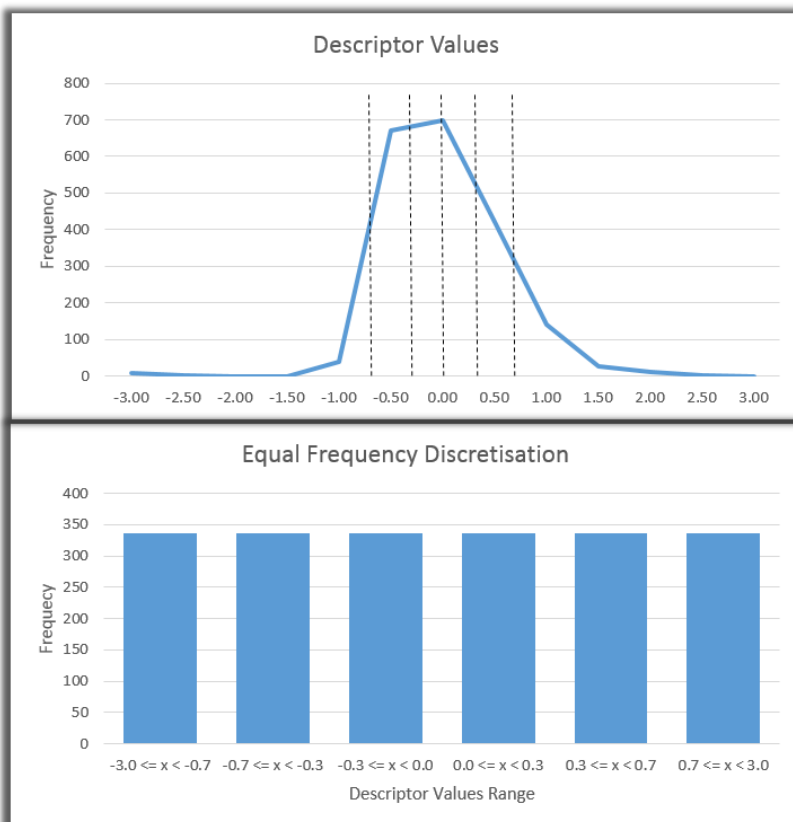 Descriptor Values
800
700
600
500
400
300
200
100
0
Frequency
-3.00 -2.50 -2.00 -1.50 -1.00 -0.50 0.00 0.50 1.00 1.50 2.00 2.50 3.00
Equal Frequency Discretisation
400
350
300
250
200
150
100
50
0
Frequecy
-3.0 <= x < -0.7 -0.7 <= x < -0.3 -0.3 <= x < 0.0 0.0 <= x < 0.3 0.3 <= x < 0.7 0.7 <= x < 3.0
Descriptor Values Range